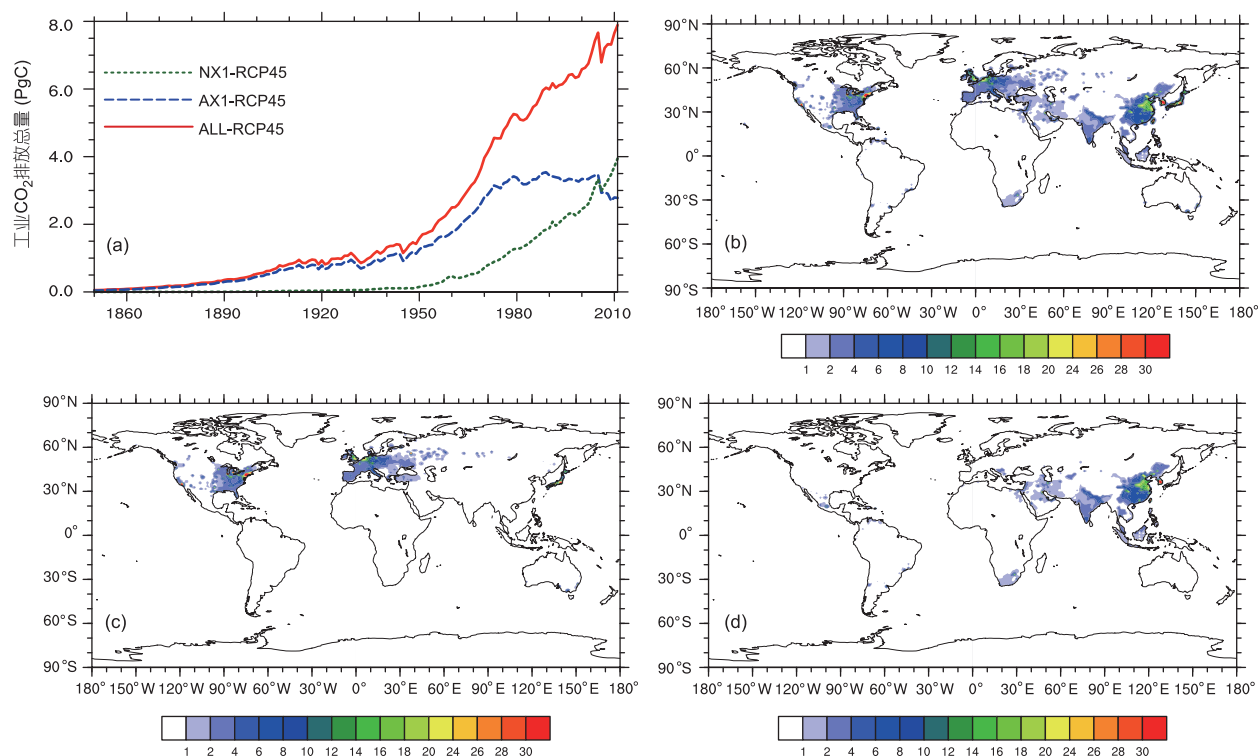 工业CO2排放总量 (PgC)
8.0
6.0
4.0
2.0
0.0
NX1-RCP45
AX1-RCP45
ALL-RCP45
(a)
1860 1890 1920 1950 1980 2010
90°N
60°N
30°N
0°
30°S
60°S
90°S
(b)
180° 150°W 120°W 90°W 60°W 30°W 0° 30°E 60°E 90°E 120°E 150°E 180°
1 2 4 6 8 10 12 14 16 18 20 24 26 28 30
90°N
60°N
30°N
0°
30°S
60°S
90°S
(c)
180° 150°W 120°W 90°W 60°W 30°W 0° 30°E 60°E 90°E 120°E 150°E 180°
1 2 4 6 8 10 12 14 16 18 20 24 26 28 30
90°N
60°N
30°N
0°
30°S
60°S
90°S
(d)
180° 150°W 120°W 90°W 60°W 30°W 0° 30°E 60°E 90°E 120°E 150°E 180°
1 2 4 6 8 10 12 14 16 18 20 24 26 28 30